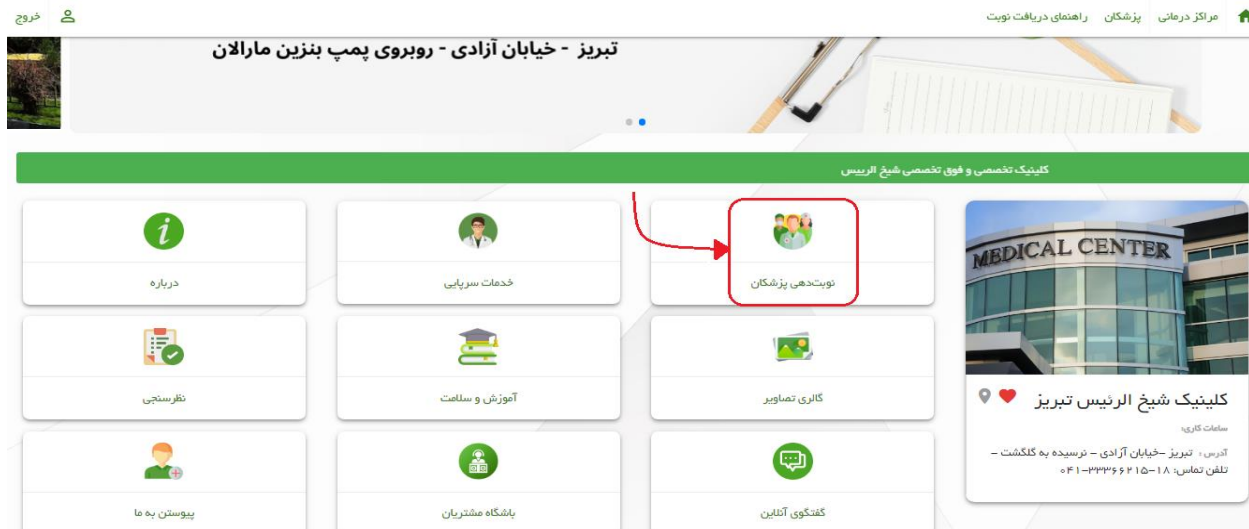 مراکز درمانی
پزشکان
راهنمای دریافت نوبت
خروج
تبریز - خیابان آزادی - روبروی پمپ بنزین مارالان
کلینیک تخصصی و فوق تخصصی شیخ الرییس
MEDICAL CENTER
کلینیک شیخ الرئیس تبریز
ساعات کاری:
آدرس : تبریز –خیابان آزادی – نرسیده به گلگشت –
تلفن تماس: ۱۸–۳۳۳۶۶۲۱۵–۰۴۱
نوبت‌دهی پزشکان
خدمات سرپایی
درباره
گالری تصاویر
آموزش و سلامت
نظرسنجی
گفتگوی آنلاین
باشگاه مشتریان
پیوستن به ما